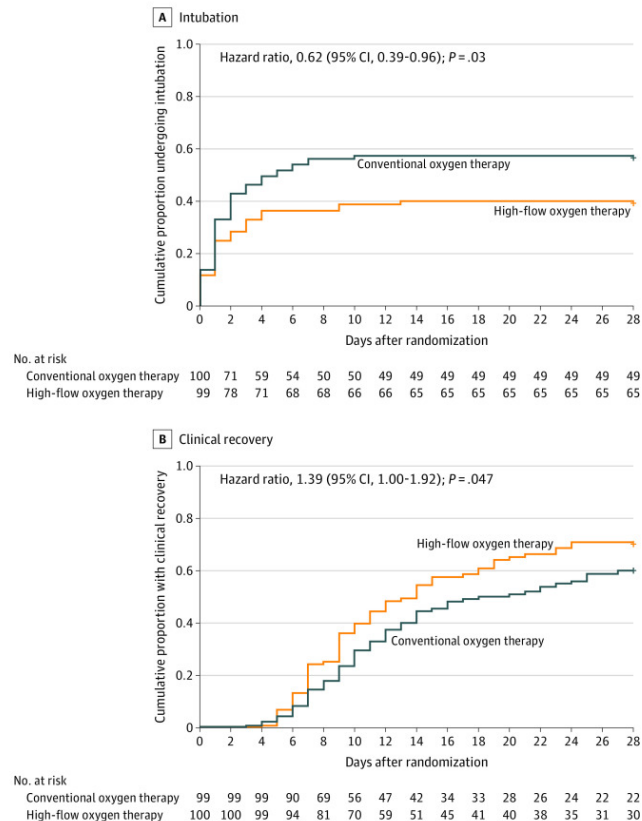 A Intubation
Hazard ratio, 0.62 (95% CI, 0.39-0.96); P = .03
Cumulative proportion undergoing intubation
1.0
0.8
0.6
0.4
0.2
0
Conventional oxygen therapy
High-flow oxygen therapy
0 2 4 6 8 10 12 14 16 18 20 22 24 26 28
Days after randomization
No. at risk
Conventional oxygen therapy 100 71 59 54 50 50 49 49 49 49 49 49 49 49 49
High-flow oxygen therapy 99 78 71 68 68 66 66 65 65 65 65 65 65 65 65
B Clinical recovery
Hazard ratio, 1.39 (95% CI, 1.00-1.92); P = .047
Cumulative proportion with clinical recovery
1.0
0.8
0.6
0.4
0.2
0
High-flow oxygen therapy
Conventional oxygen therapy
0 2 4 6 8 10 12 14 16 18 20 22 24 26 28
Days after randomization
No. at risk
Conventional oxygen therapy 99 99 99 90 69 56 47 42 34 33 28 26 24 22 22
High-flow oxygen therapy 100 100 99 94 81 70 59 51 45 41 40 38 35 31 30